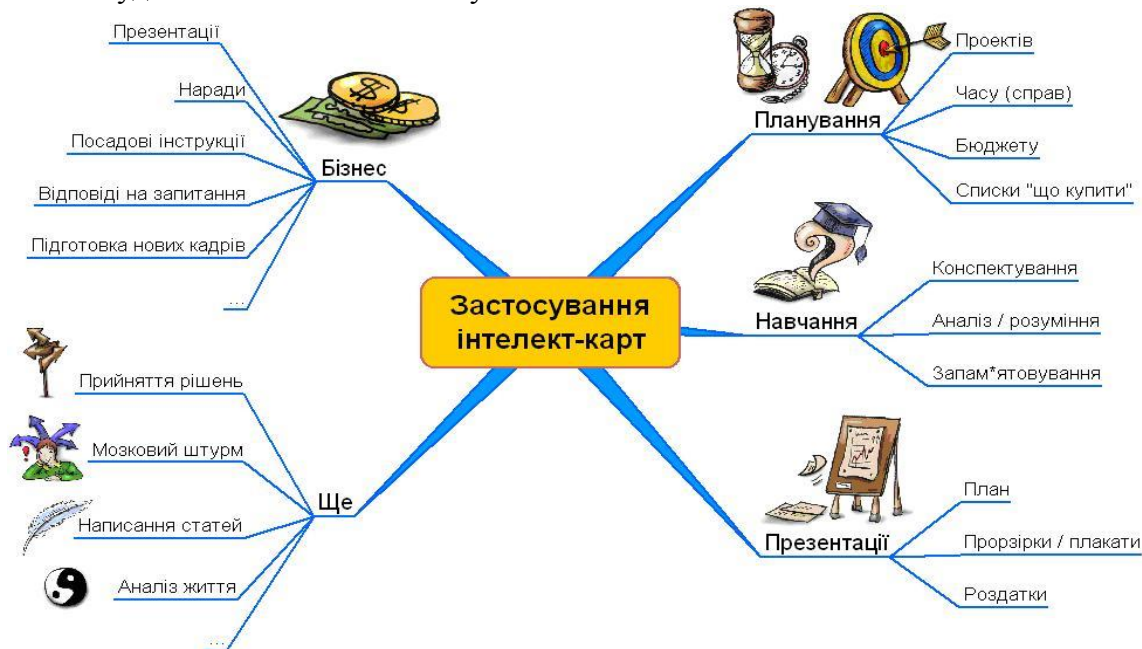 Презентації
Наради
Посадові інструкції
Відповіді на запитання
Підготовка нових кадрів
...
Бізнес
Планування
Проектів
Часу (справ)
Бюджету
Списки "що купити"
Застосування
інтелект-карт
Навчання
Конспектування
Аналіз / розуміння
Запам*ятовування
Прийняття рішень
Мозковий штурм
Написання статей
Аналіз життя
...
Ще
Презентації
План
Прорзірки / плакати
Роздатки